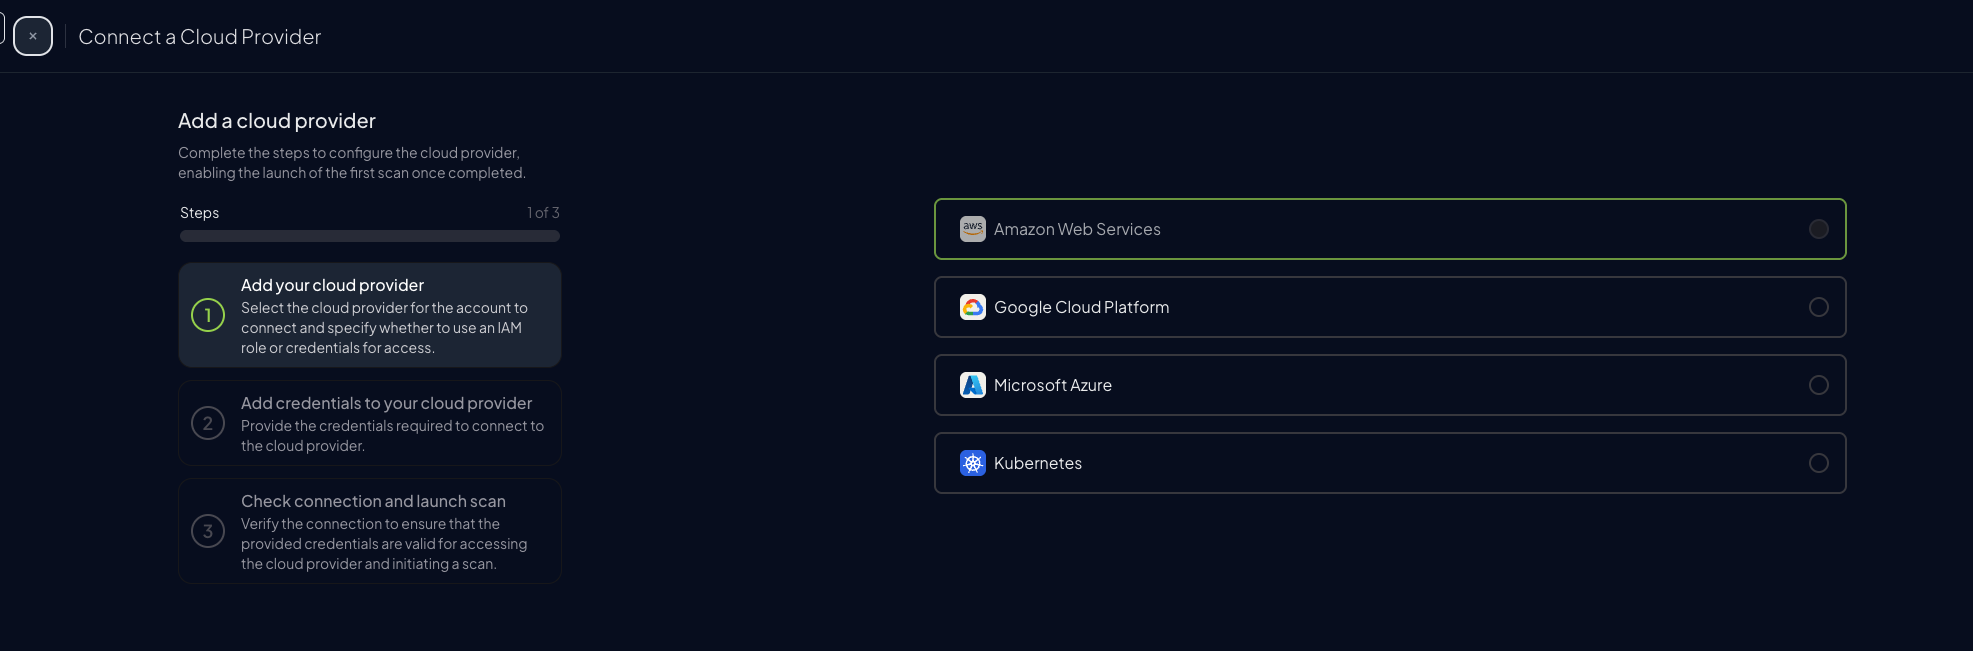 ×
Connect a Cloud Provider
Add a cloud provider
Complete the steps to configure the cloud provider,
enabling the launch of the first scan once completed.
Steps
1 of 3
1
Add your cloud provider
Select the cloud provider for the account to
connect and specify whether to use an IAM
role or credentials for access.
2
Add credentials to your cloud provider
Provide the credentials required to connect to
the cloud provider.
3
Check connection and launch scan
Verify the connection to ensure that the
provided credentials are valid for accessing
the cloud provider and initiating a scan.
aws
Amazon Web Services
Google Cloud Platform
Microsoft Azure
Kubernetes